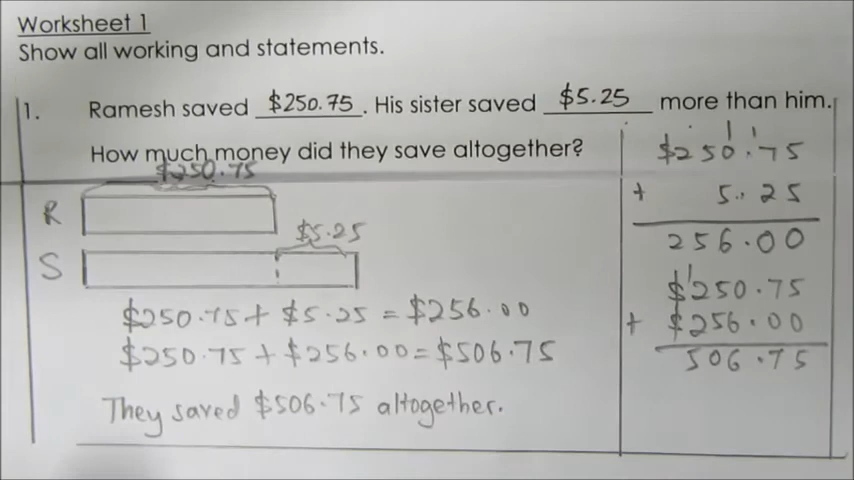 Worksheet 1
Show all working and statements.
1. Ramesh saved $250.75. His sister saved $5.25 more than him.
How much money did they save altogether?
$250.75
R
$5.25
S
$250.75 + $5.25 = $256.00
$250.75 + $256.00 = $506.75
They saved $506.75 altogether.
1 1
$250.75
+ 5.25
256.00
1
$250.75
+ $256.00
506.75